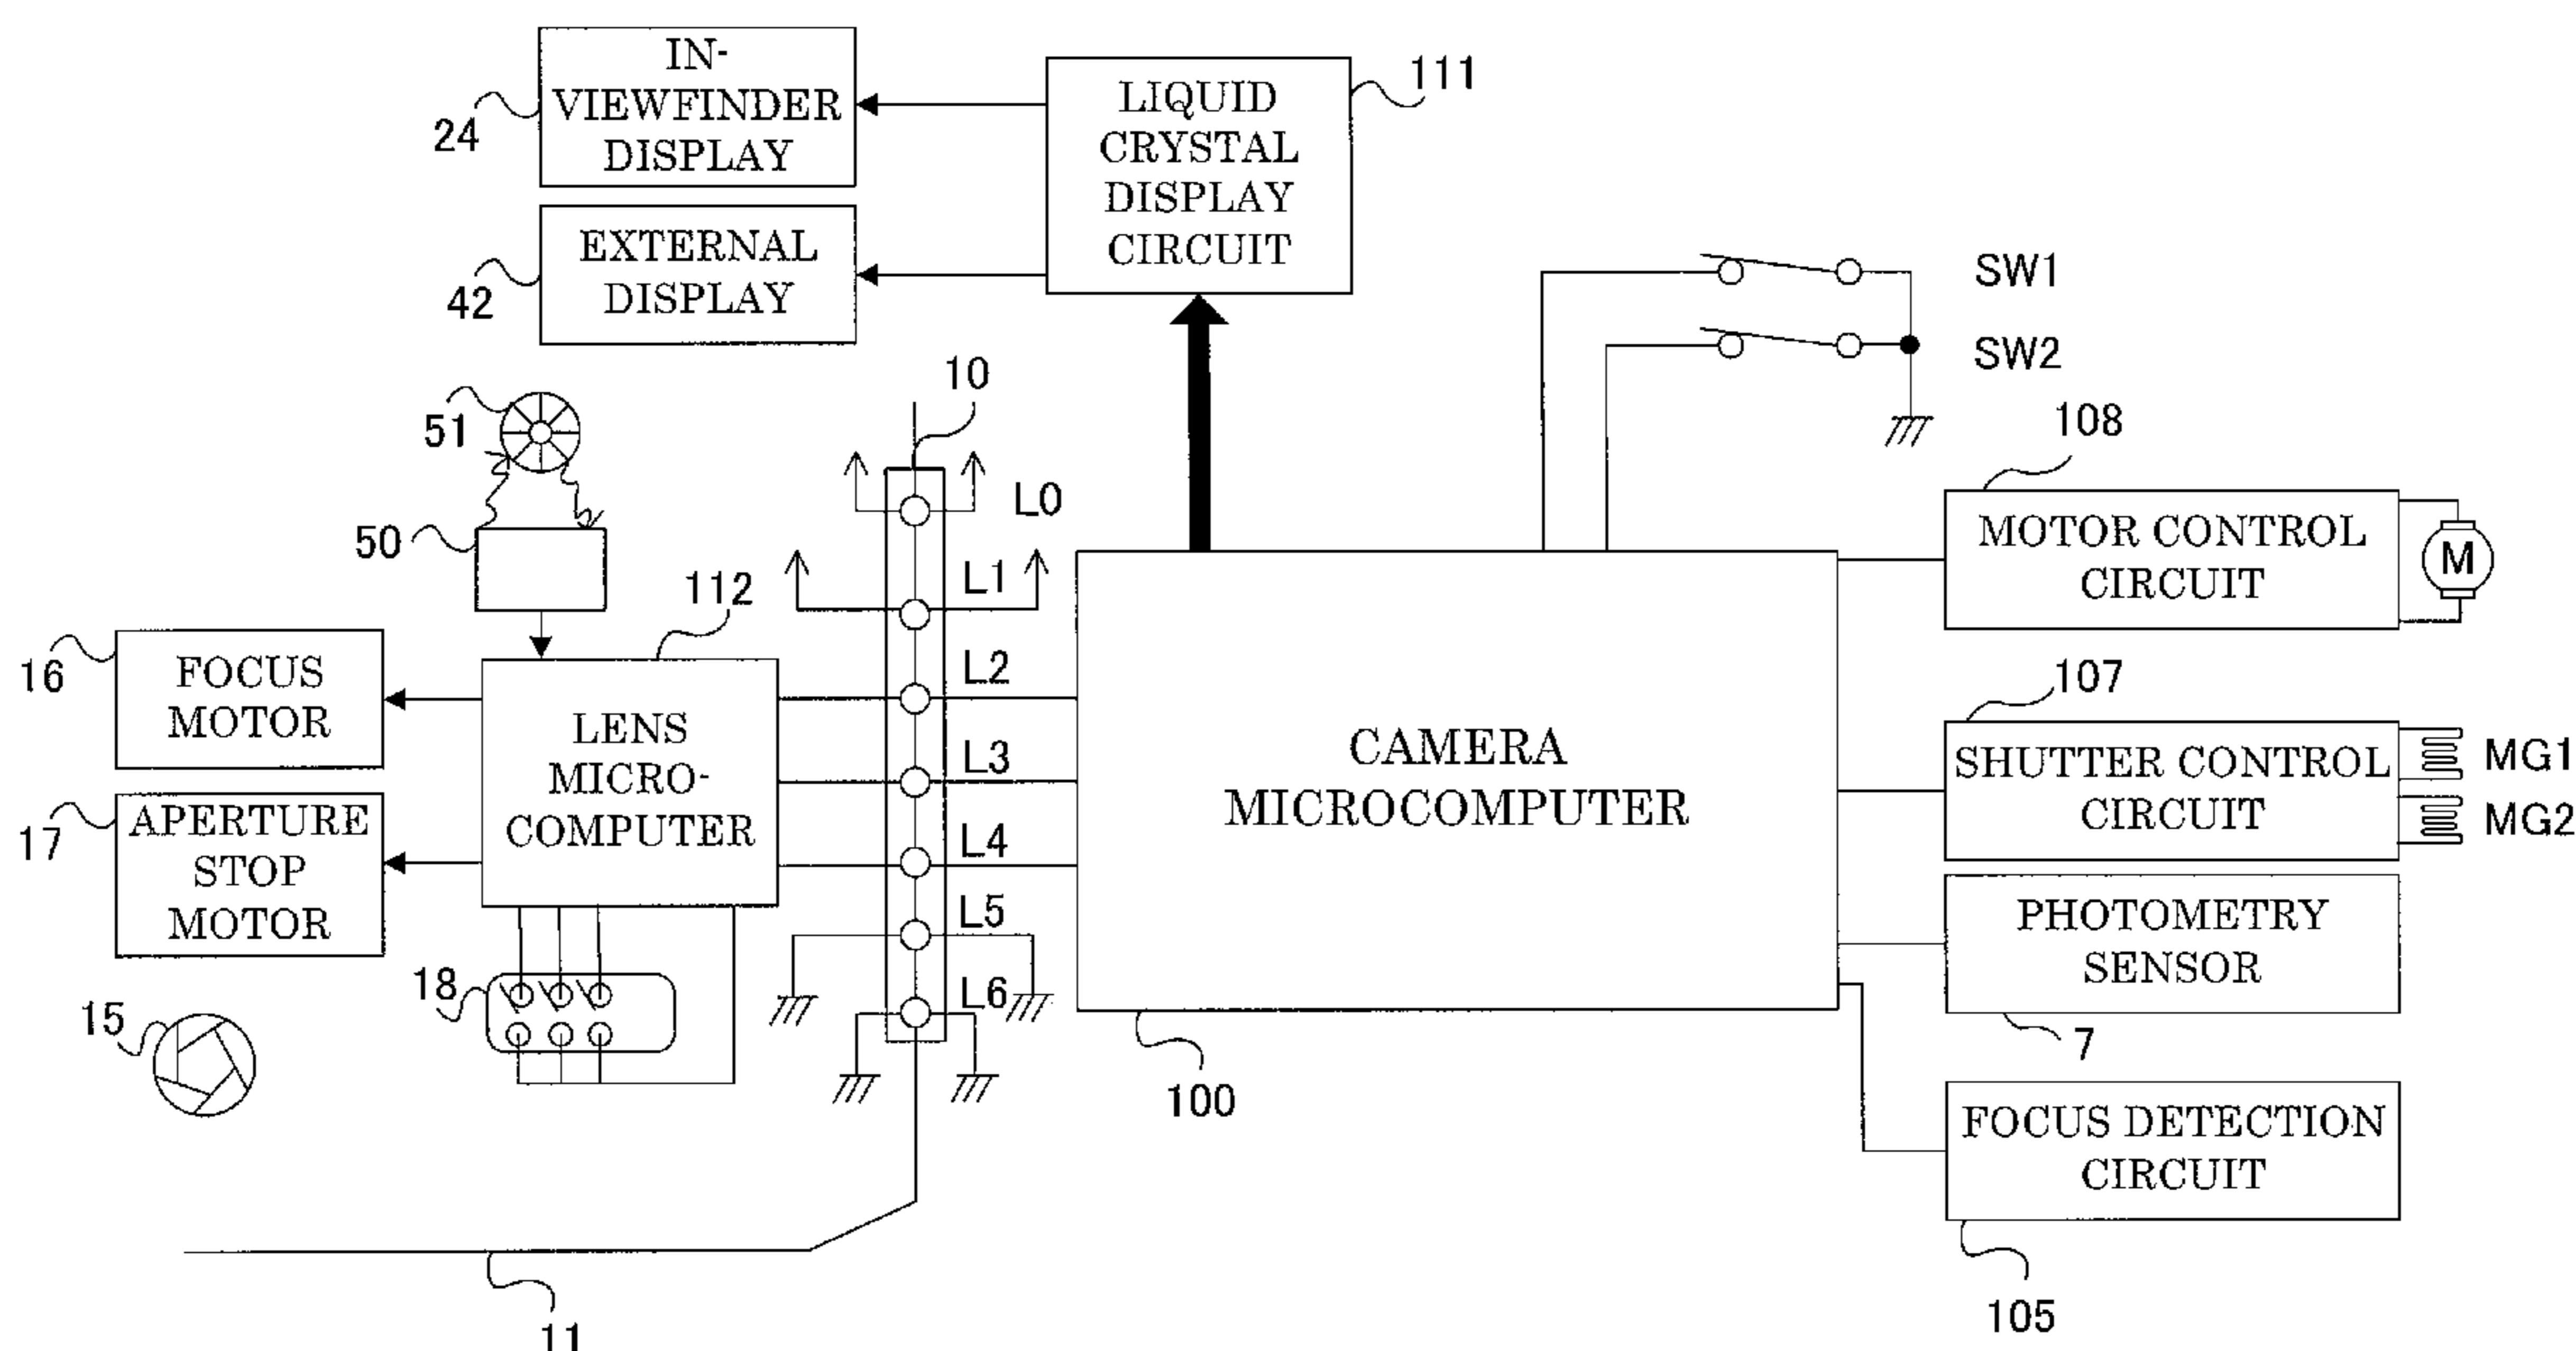 IN-
VIEWFINDER
DISPLAY
24
LIQUID
CRYSTAL
DISPLAY
CIRCUIT
111
EXTERNAL
DISPLAY
42
SW1
SW2
10
51
50
L0
L1
L2
L3
L4
L5
L6
112
LENS
MICRO-
COMPUTER
16
FOCUS
MOTOR
17
APERTURE
STOP
MOTOR
18
15
11
CAMERA
MICROCOMPUTER
100
108
MOTOR CONTROL
CIRCUIT
M
107
SHUTTER CONTROL
CIRCUIT
MG1
MG2
PHOTOMETRY
SENSOR
7
FOCUS DETECTION
CIRCUIT
105